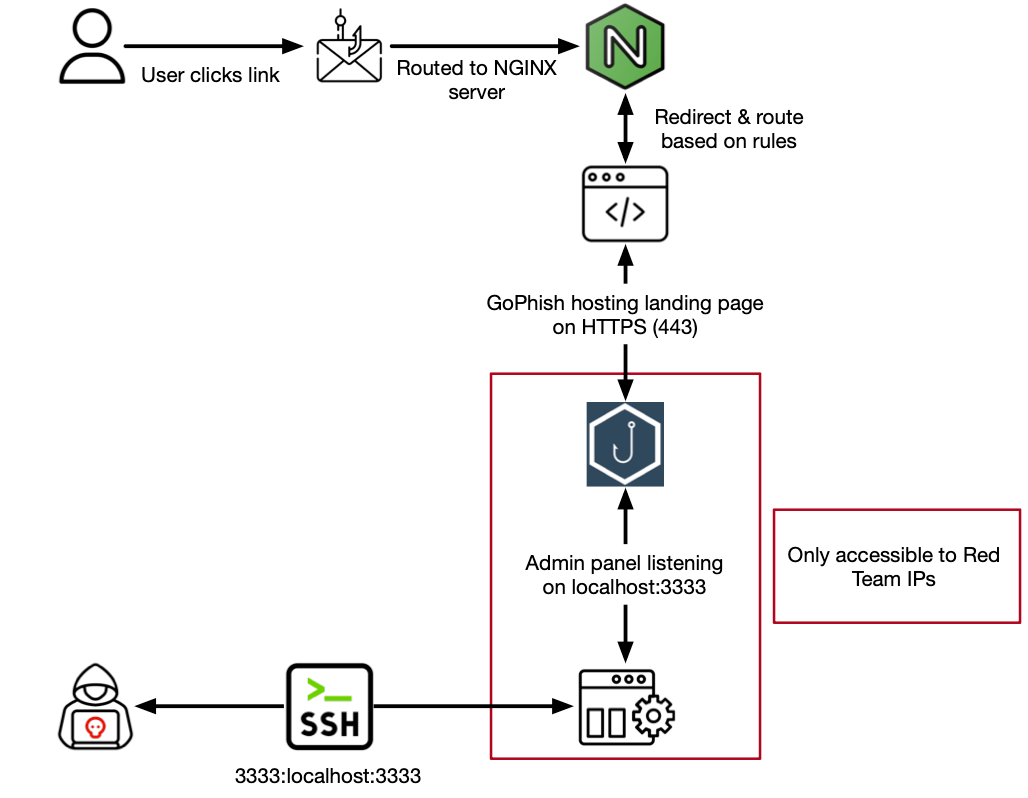 User clicks link
Routed to NGINX
server
N
Redirect & route
based on rules
</>
GoPhish hosting landing page
on HTTPS (443)
Admin panel listening
on localhost:3333
Only accessible to Red
Team IPs
>_
SSH
3333:localhost:3333